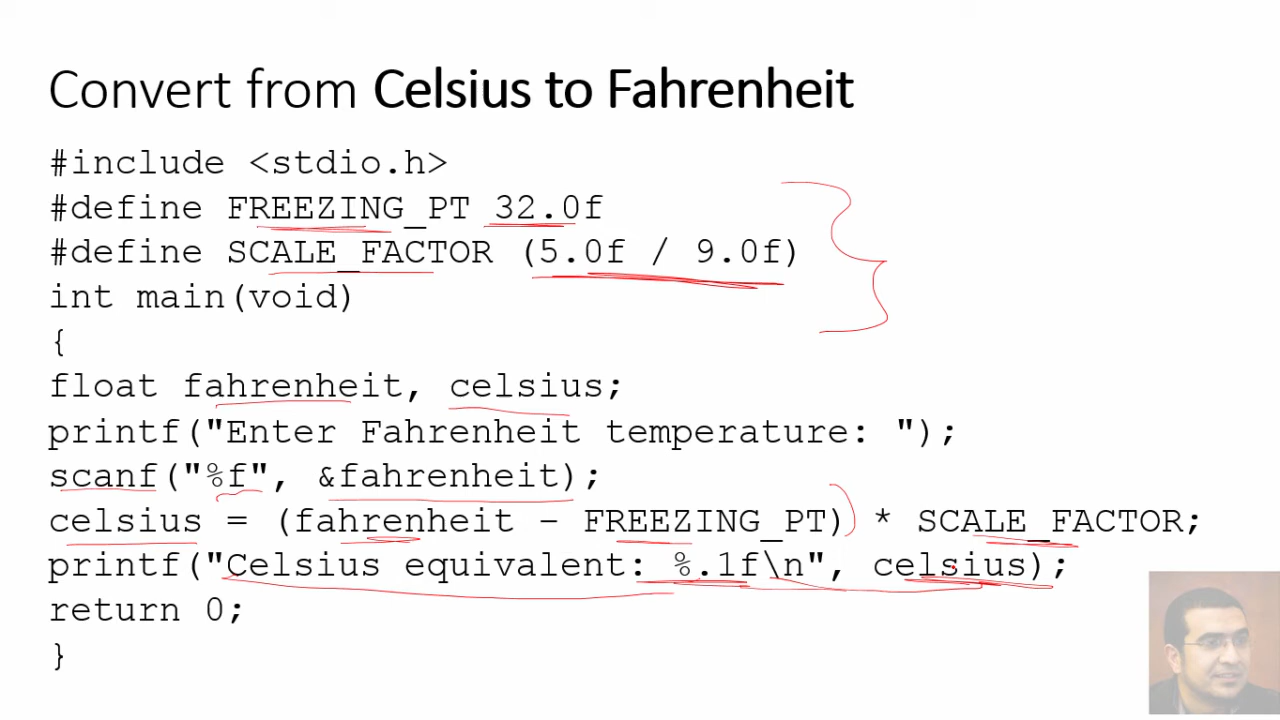 Convert from Celsius to Fahrenheit
#include <stdio.h>
#define FREEZING_PT 32.0f
#define SCALE_FACTOR (5.0f / 9.0f)
int main(void)
{
float fahrenheit, celsius;
printf("Enter Fahrenheit temperature: ");
scanf("%f", &fahrenheit);
celsius = (fahrenheit – FREEZING_PT) * SCALE_FACTOR;
printf("Celsius equivalent: %.1f\n", celsius);
return 0;
}